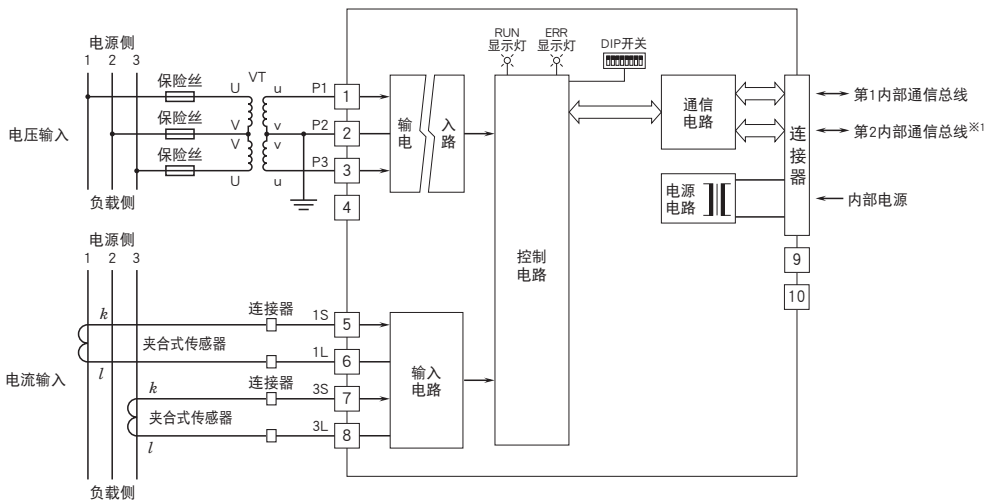 电源侧
1 2 3
电压输入
保险丝
保险丝
保险丝
U
V
V
U
VT
u
v
v
u
P1
P2
P3
1
2
3
4
负载侧
输入
电路
RUN
显示灯
ERR
显示灯
DIP开关
控制
电路
通信
电路
电源
电路
连接器
第1内部通信总线
第2内部通信总线※1
内部电源
9
10
电源侧
1 2 3
电流输入
k
l
夹合式传感器
连接器
1S
1L
5
6
k
l
夹合式传感器
连接器
3S
3L
7
8
输入
电路
负载侧